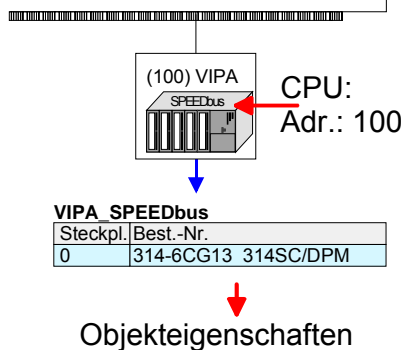 (100) VIPA
SPEEDbus
CPU:
Adr.: 100
VIPA_SPEEDbus
Steckpl. Best.-Nr.
0 314-6CG13 314SC/DPM
Objekteigenschaften